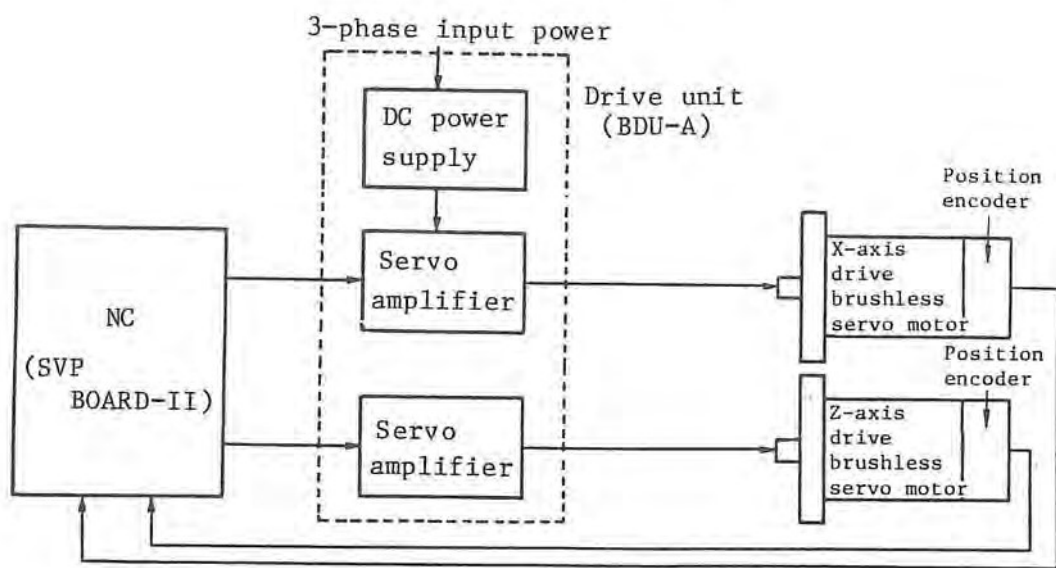 3-phase input power
DC power
supply
Drive unit
(BDU-A)
Position
encoder
Servo
amplifier
X-axis
drive
brushless
servo motor
NC
(SVP
BOARD-II)
Position
encoder
Servo
amplifier
Z-axis
drive
brushless
servo motor